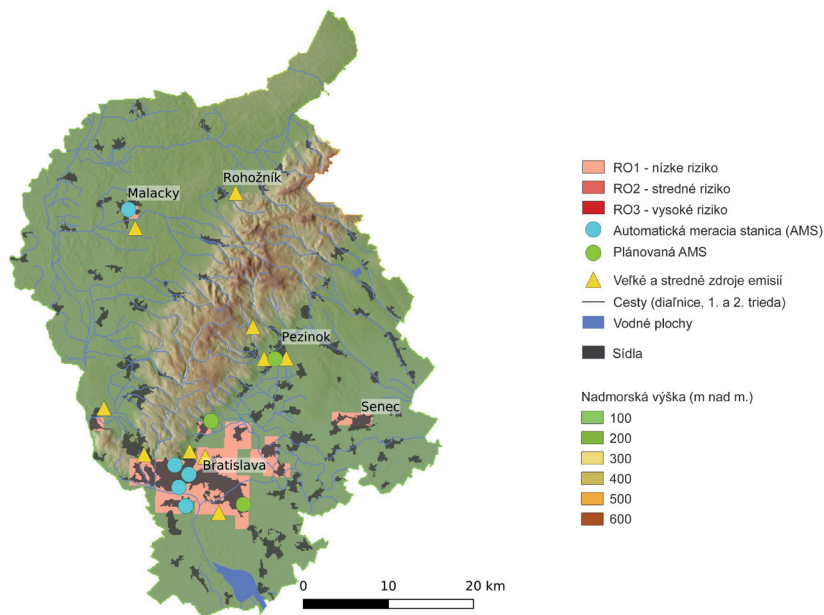 Rohožník
Malacky
Pezinok
Senec
Bratislava
0 10 20 km
RO1 - nízke riziko
RO2 - stredné riziko
RO3 - vysoké riziko
Automatická meracia stanica (AMS)
Plánovaná AMS
Veľké a stredné zdroje emisií
Cesty (diaľnice, 1. a 2. trieda)
Vodné plochy
Sídla
Nadmorská výška (m nad m.)
100
200
300
400
500
600